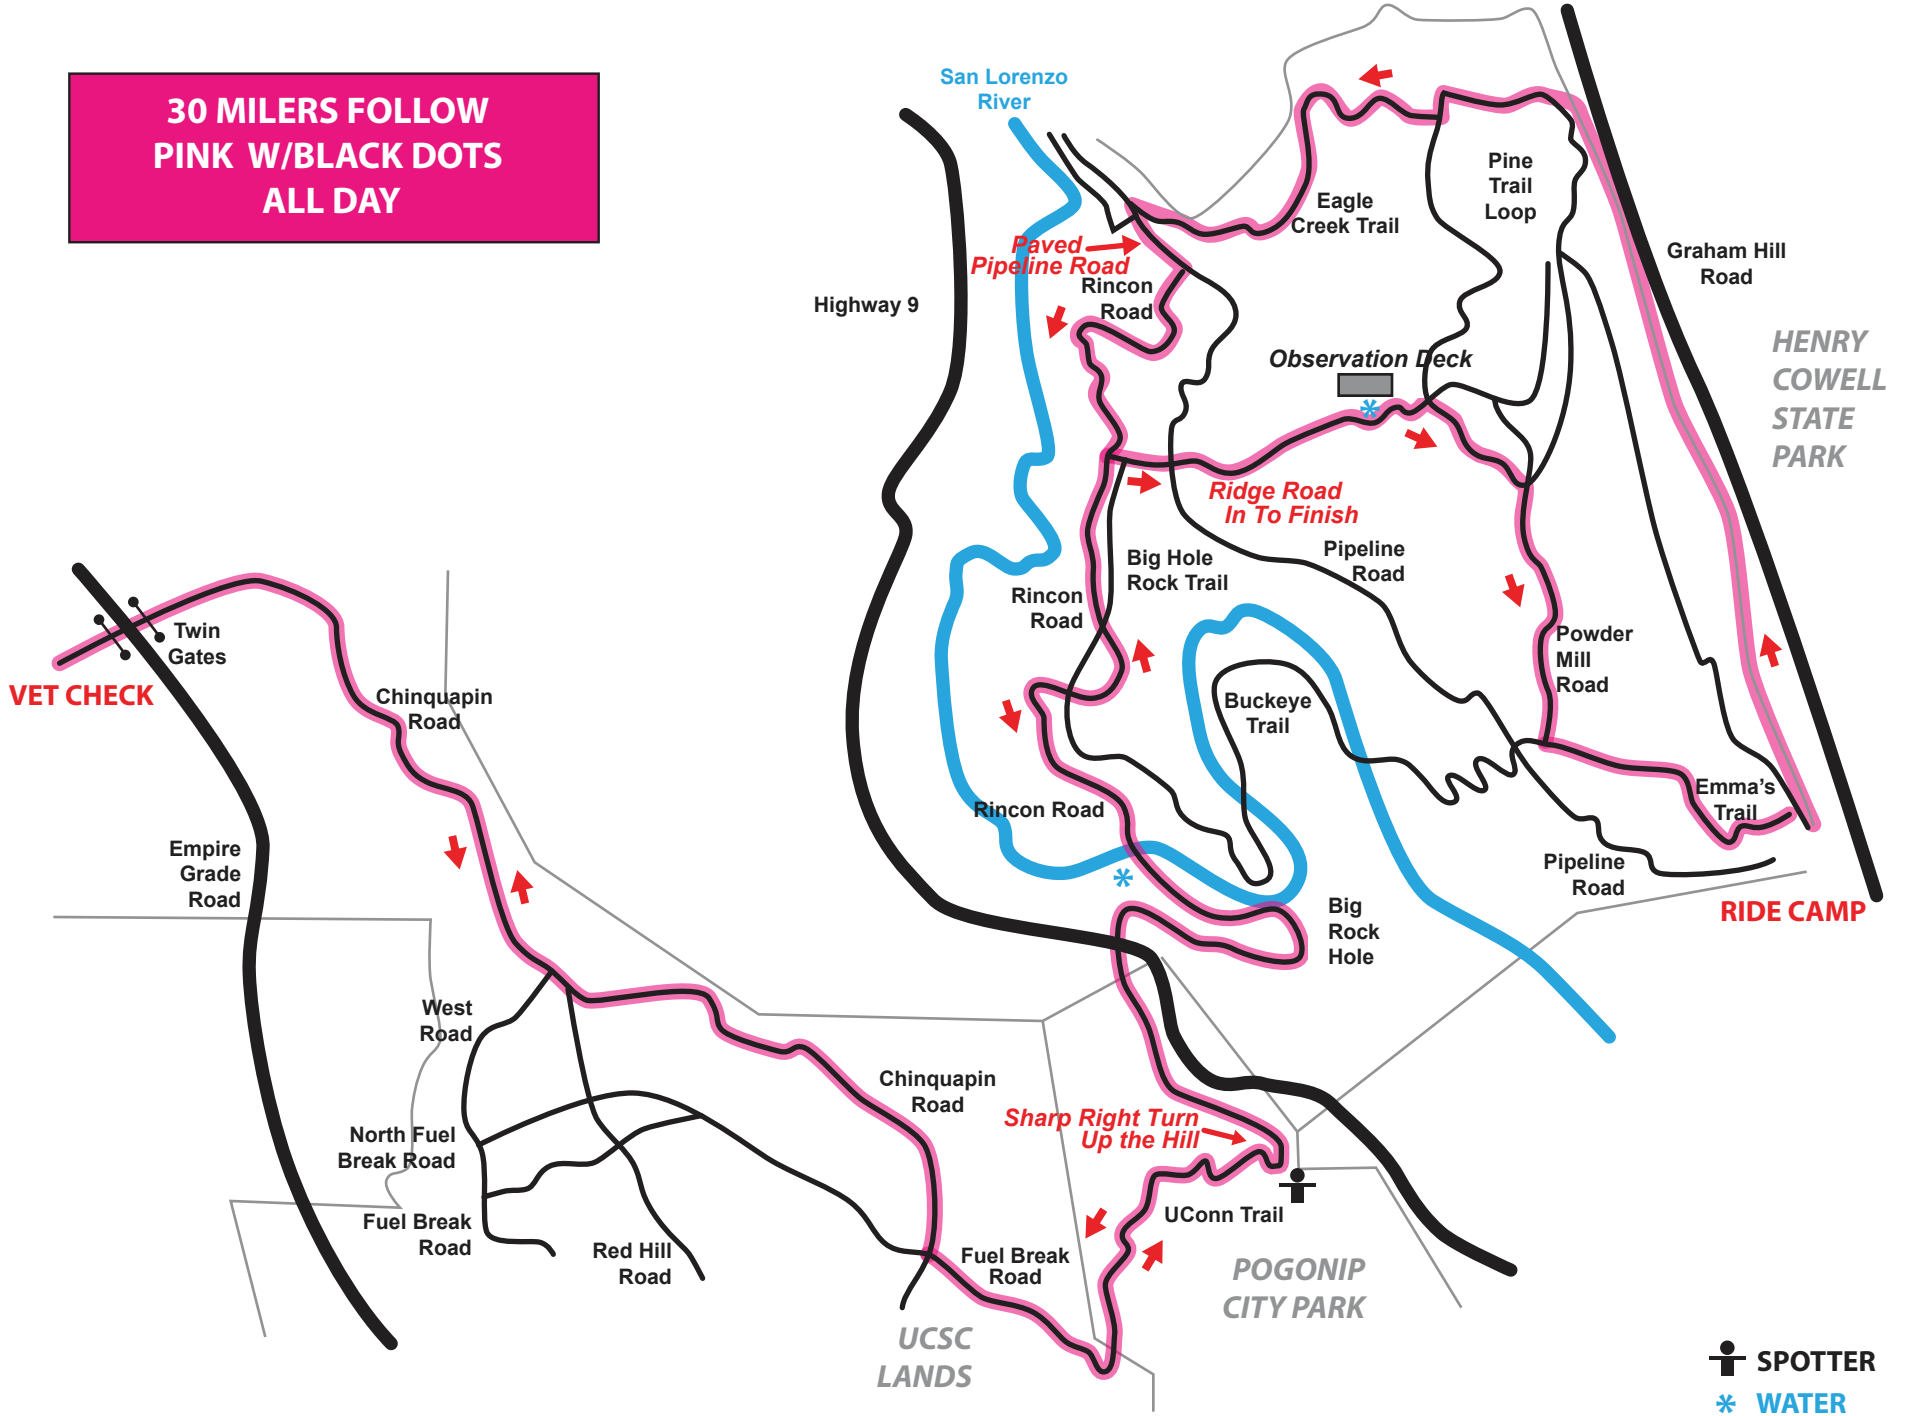 30 MILERS FOLLOW
PINK W/BLACK DOTS
ALL DAY
San Lorenzo
River
Highway 9
Paved
Pipeline Road
Rincon
Road
Eagle
Creek Trail
Pine
Trail
Loop
Graham Hill
Road
HENRY
COWELL
STATE
PARK
Observation Deck
*
Ridge Road
In To Finish
Big Hole
Rock Trail
Pipeline
Road
Rincon
Road
Powder
Mill
Road
Buckeye
Trail
Twin
Gates
VET CHECK
Chinquapin
Road
Rincon Road
Emma's
Trail
Empire
Grade
Road
Pipeline
Road
*
RIDE CAMP
Big
Rock
Hole
West
Road
Chinquapin
Road
Sharp Right Turn
Up the Hill
North Fuel
Break Road
UConn Trail
Fuel Break
Road
Red Hill
Road
Fuel Break
Road
POGONIP
CITY PARK
UCSC
LANDS
SPOTTER
* WATER